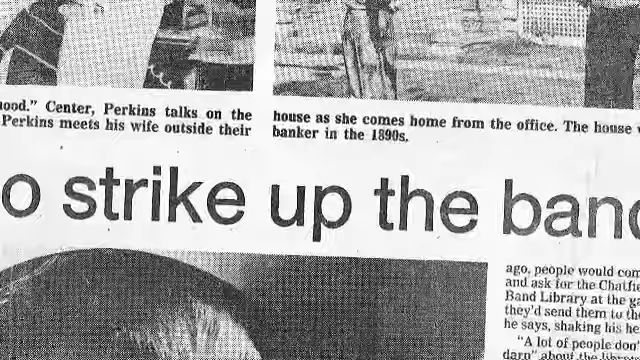 ood." Center, Perkins talks on the
Perkins meets his wife outside their
house as she comes home from the office. The house
banker in the 1890s.
o strike up the ban
ago, people would com
and ask for the Chatfie
Band Library at the ga
they'd send them to the
he says, shaking his he
"A lot of people don'
darn" about the library